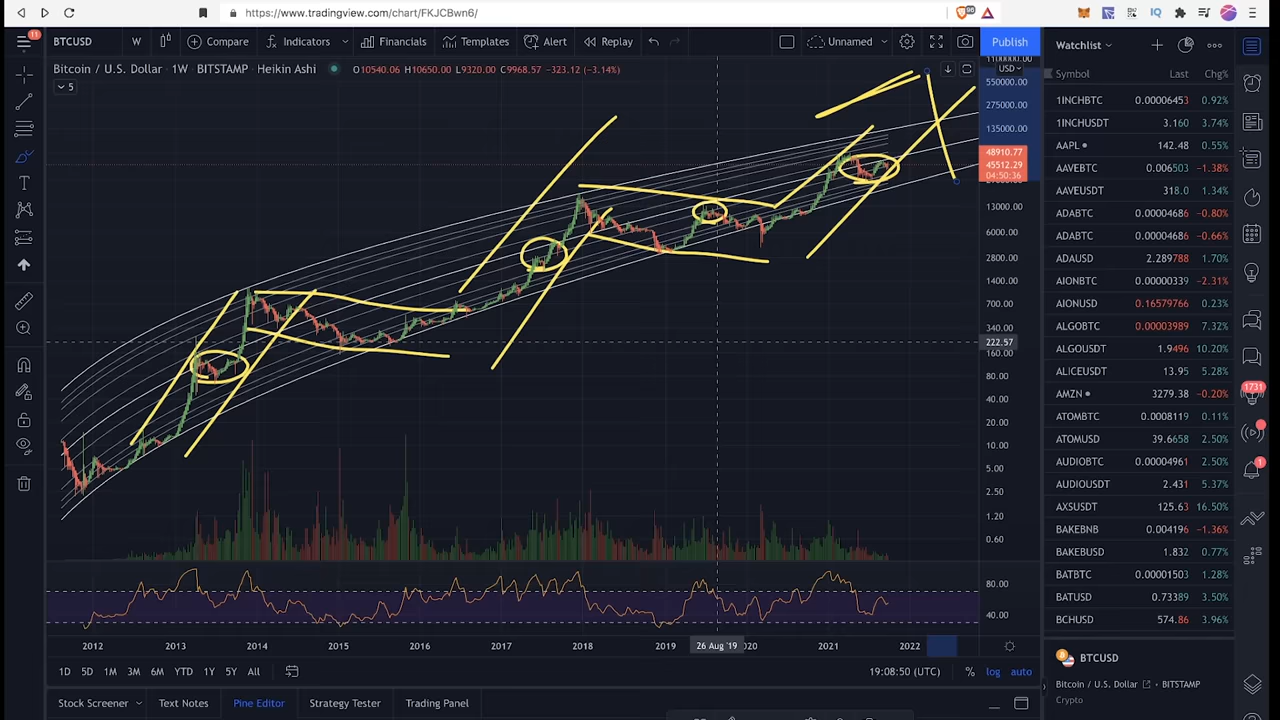 https://www.tradingview.com/chart/FKJCBwn6/
96
11
BTCUSD W Compare Indicators Financials Templates Alert Replay Unnamed Publish
Bitcoin / U.S. Dollar · 1W · BITSTAMP · Heikin Ashi O10540.06 H10650.00 L9320.00 C9968.57 -323.12 (-3.14%)
5
USD
550000.00
275000.00
135000.00
48910.77
45512.29
04:50:36
13000.00
6000.00
2800.00
1400.00
700.00
340.00
222.57
160.00
80.00
40.00
20.00
10.00
5.00
2.50
1.20
0.60
80.00
40.00
2012 2013 2014 2015 2016 2017 2018 2019 26 Aug '19 2021 2022
1D 5D 1M 3M 6M YTD 1Y 5Y All 19:08:50 (UTC) % log auto
Stock Screener Text Notes Pine Editor Strategy Tester Trading Panel
Watchlist
Symbol Last Chg%
1INCHBTC 0.00006453 0.92%
1INCHUSDT 3.160 3.74%
AAPL 142.48 0.55%
AAVEBTC 0.006503 -1.38%
AAVEUSDT 318.0 1.34%
ADABTC 0.00004686 -0.80%
ADABTC 0.00004686 -0.66%
ADAUSD 2.289788 1.70%
AIONBTC 0.00000339 -2.31%
AIONUSD 0.16579766 0.23%
ALGOBTC 0.00003989 7.32%
ALGOUSDT 1.9496 10.20%
ALICEUSDT 13.95 5.28%
AMZN 3279.38 -0.20%
ATOMBTC 0.0008119 0.11%
ATOMUSD 39.6658 2.50%
AUDIOBTC 0.00004961 2.50%
AUDIOUSDT 2.431 5.37%
AXSUSDT 125.63 16.50%
BAKEBNB 0.004196 -1.36%
BAKEBUSD 1.832 0.77%
BATBTC 0.00001503 1.28%
BATUSD 0.73389 3.50%
BCHUSD 574.86 3.96%
BTCUSD
Bitcoin / U.S. Dollar · BITSTAMP
Crypto
1731
1